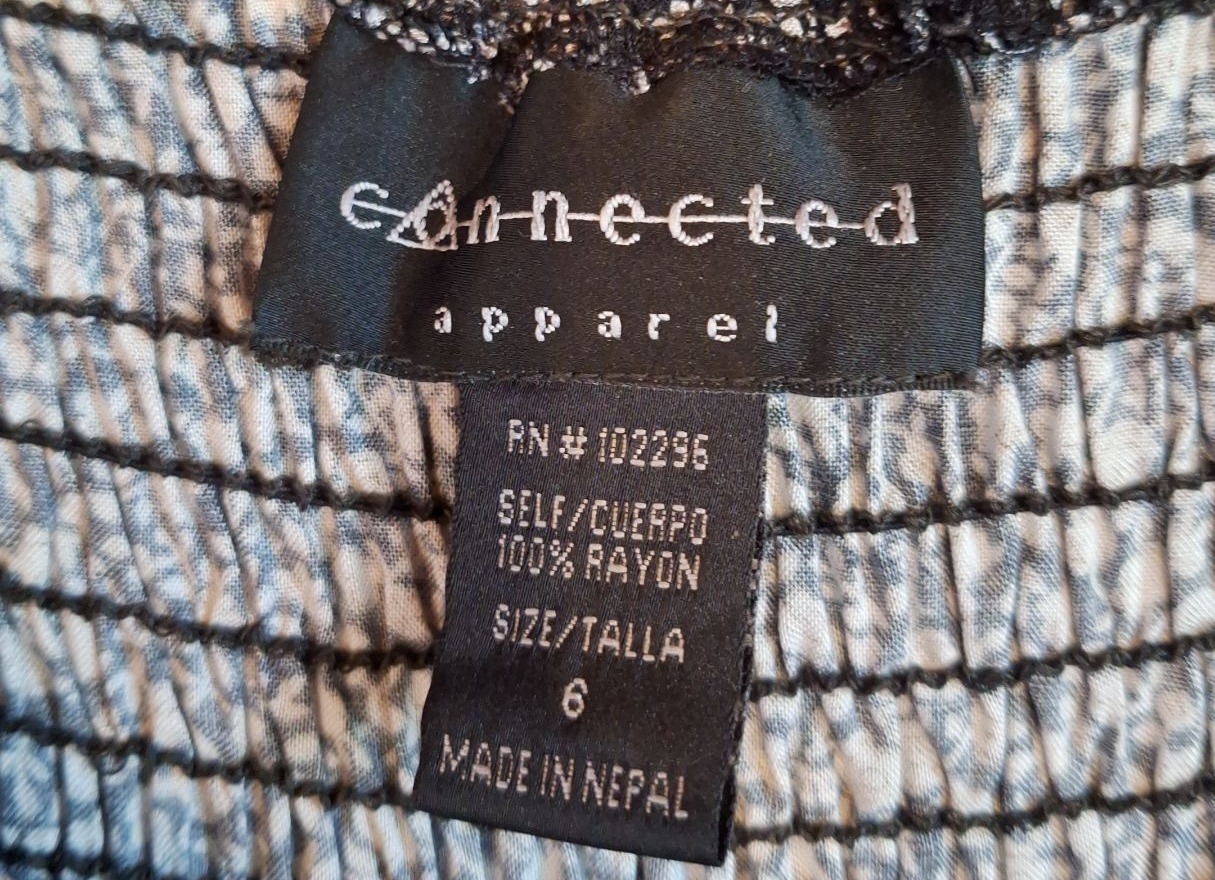 connected
apparel
RN # 102296
SELF/CUERPO
100% RAYON
SIZE/TALLA
6
MADE IN NEPAL